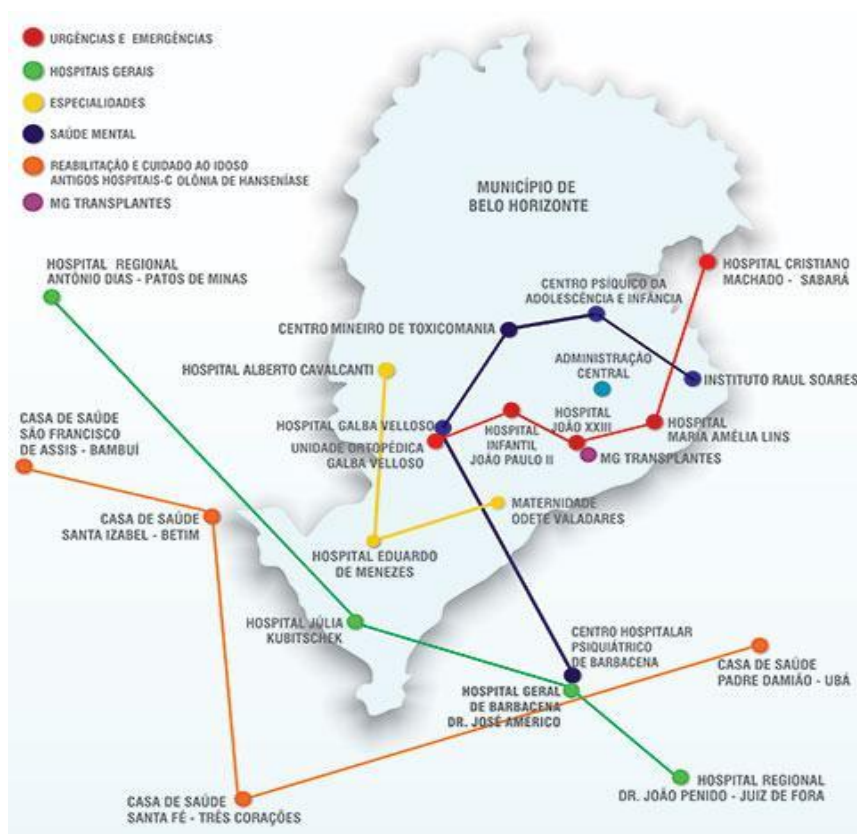 URGÊNCIAS E EMERGÊNCIAS
HOSPITAIS GERAIS
ESPECIALIDADES
SAÚDE MENTAL
REABILITAÇÃO E CUIDADO AO IDOSO
ANTIGOS HOSPITAIS-C OLÔNIA DE HANSENÍASE
MG TRANSPLANTES
MUNICÍPIO DE
BELO HORIZONTE
HOSPITAL REGIONAL
ANTÔNIO DIAS - PATOS DE MINAS
HOSPITAL CRISTIANO
MACHADO - SABARÁ
CENTRO PSÍQUICO DA
ADOLESCÊNCIA E INFÂNCIA
CENTRO MINEIRO DE TOXICOMANIA
HOSPITAL ALBERTO CAVALCANTI
ADMINISTRAÇÃO
CENTRAL
INSTITUTO RAUL SOARES
CASA DE SAÚDE
SÃO FRANCISCO
DE ASSIS - BAMBUÍ
HOSPITAL GALBA VELLOSO
UNIDADE ORTOPÉDICA
GALBA VELLOSO
HOSPITAL
INFANTIL
JOÃO PAULO II
HOSPITAL
JOÃO XXIII
HOSPITAL
MARIA AMÉLIA LINS
MG TRANSPLANTES
CASA DE SAÚDE
SANTA IZABEL - BETIM
MATERNIDADE
ODETE VALADARES
HOSPITAL EDUARDO
DE MENEZES
HOSPITAL JÚLIA
KUBITSCHEK
CENTRO HOSPITALAR
PSIQUIÁTRICO
DE BARBACENA
CASA DE SAÚDE
PADRE DAMIÃO - UBÁ
HOSPITAL GERAL
DE BARBACENA
DR. JOSÉ AMÉRICO
HOSPITAL REGIONAL
DR. JOÃO PENIDO - JUIZ DE FORA
CASA DE SAÚDE
SANTA FÉ - TRÊS CORAÇÕES